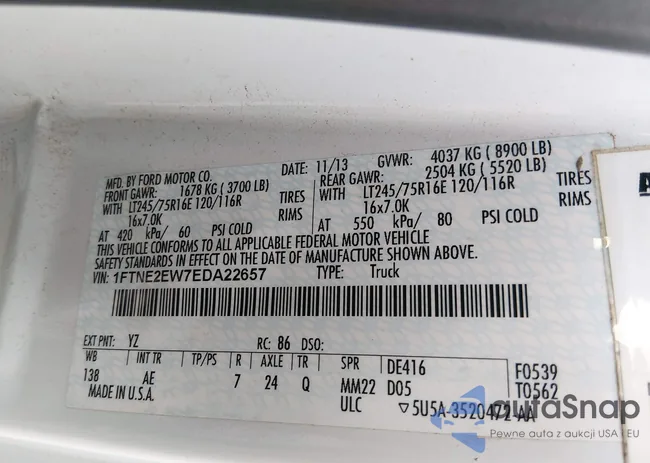 MFD. BY FORD MOTOR CO.
DATE: 11/13 GVWR: 4037 KG ( 8900 LB)
FRONT GAWR: 1678 KG ( 3700 LB) REAR GAWR: 2504 KG ( 5520 LB)
WITH LT245/75R16E 120/116R TIRES WITH LT245/75R16E 120/116R TIRES
16x7.0K RIMS 16x7.0K RIMS
AT 420 kPa/ 60 PSI COLD AT 550 kPa/ 80 PSI COLD
THIS VEHICLE CONFORMS TO ALL APPLICABLE FEDERAL MOTOR VEHICLE
SAFETY STANDARDS IN EFFECT ON THE DATE OF MANUFACTURE SHOWN ABOVE.
VIN: 1FTNE2EW7EDA22657 TYPE: Truck
EXT PNT: YZ RC: 86 DSO:
WB INT TR TP/PS R AXLE TR SPR DE416 F0539
138 AE 7 24 Q MM22 D05 T0562
MADE IN U.S.A. ULC ▽5U5A-3520472-AA
autoSnap
Pewne auta z aukcji USA i EU